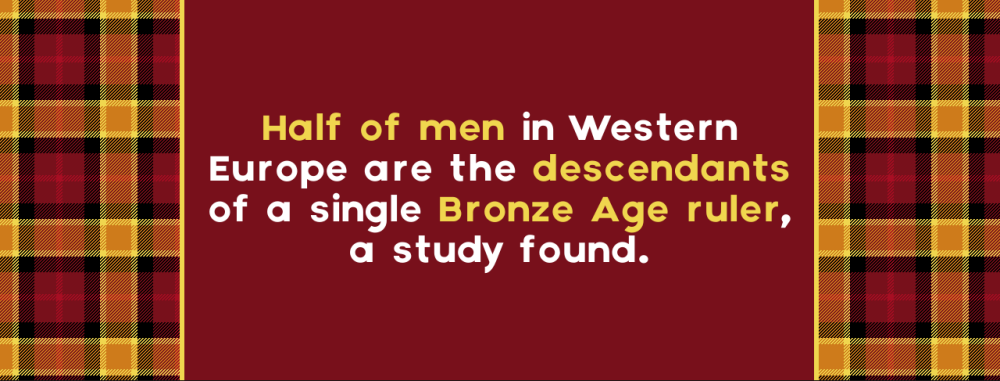 Half of men in Western
Europe are the descendants
of a single Bronze Age ruler,
a study found.